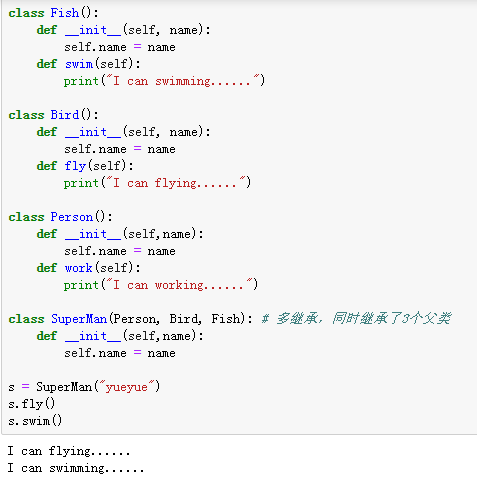 class Fish():
    def __init__(self, name):
        self.name = name
    def swim(self):
        print("I can swimming......")
class Bird():
    def __init__(self, name):
        self.name = name
    def fly(self):
        print("I can flying......")
class Person():
    def __init__(self,name):
        self.name = name
    def work(self):
        print("I can working......")
class SuperMan(Person, Bird, Fish): # 多继承，同时继承了3个父类
    def __init__(self,name):
        self.name = name
s = SuperMan("yueyue")
s.fly()
s.swim()
I can flying......
I can swimming......